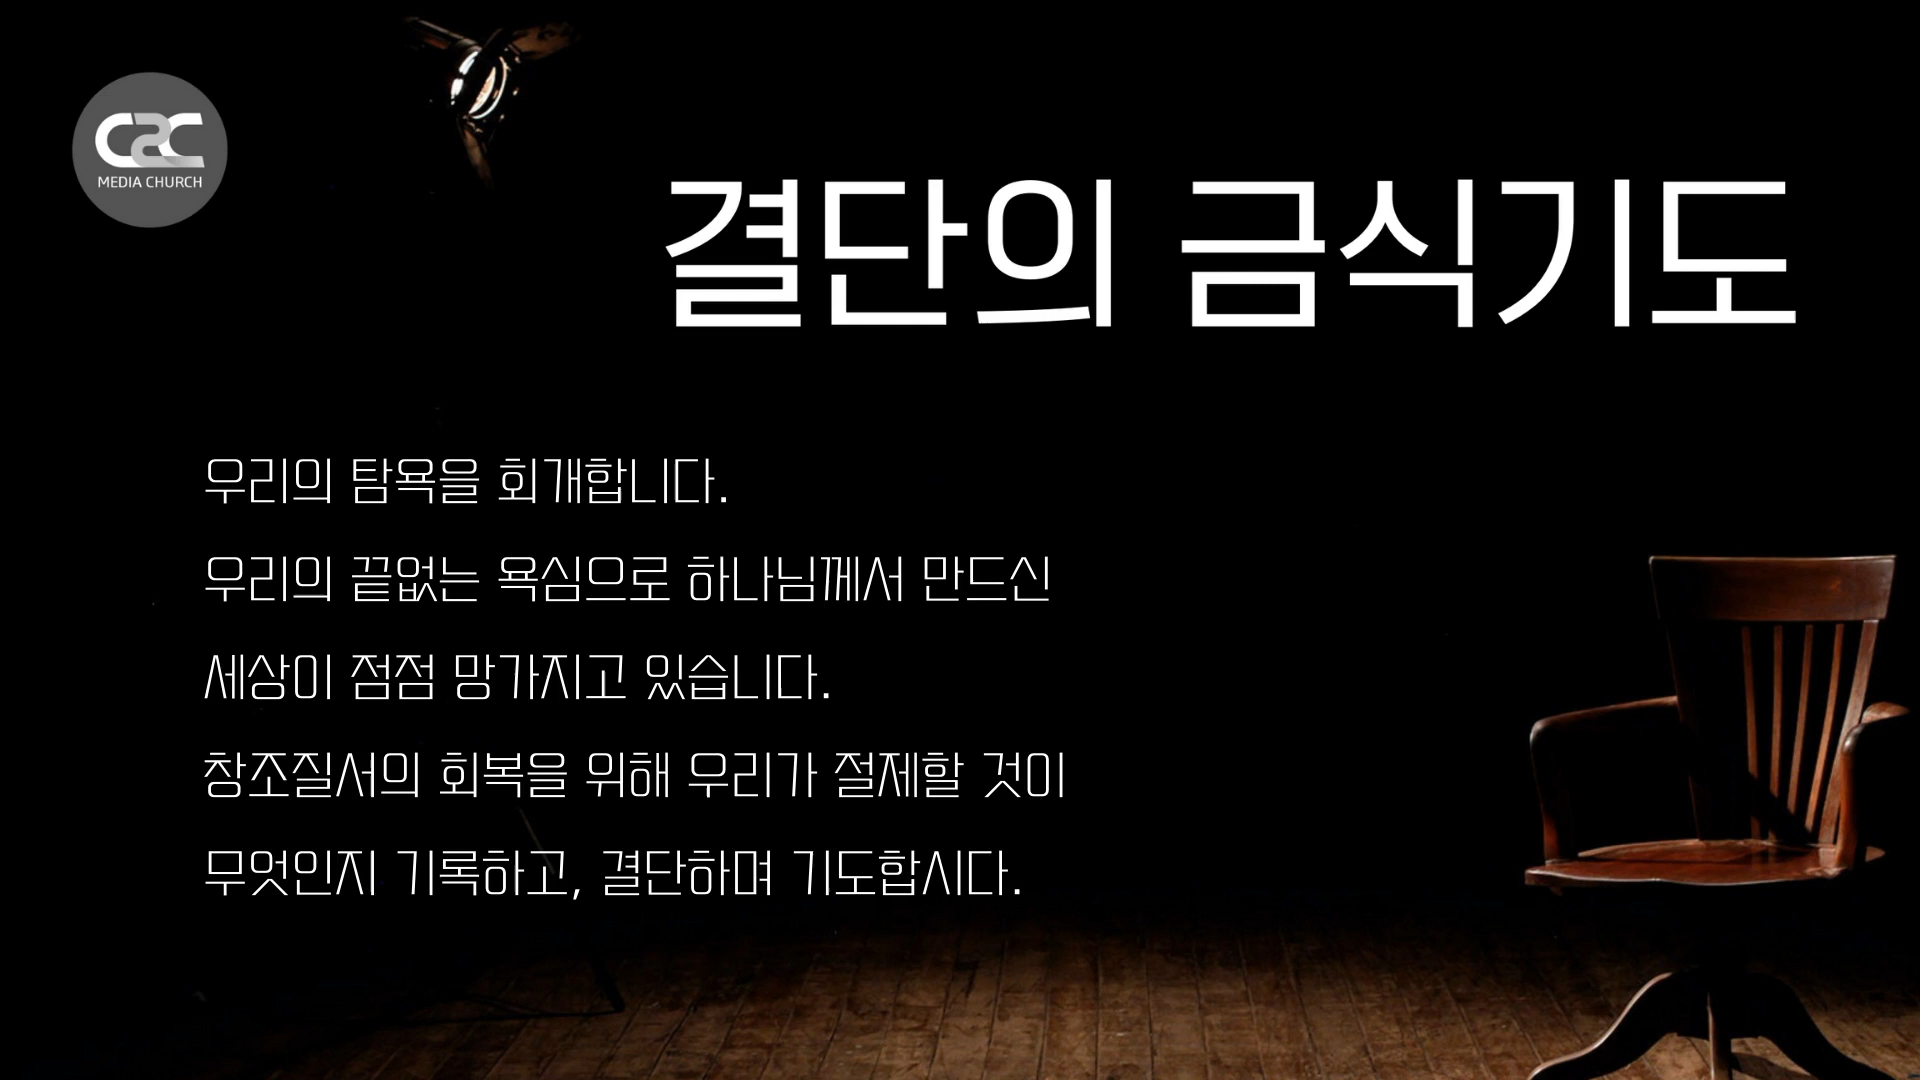 C2C
MEDIA CHURCH
결단의 금식기도
우리의 탐욕을 회개합니다.
우리의 끝없는 욕심으로 하나님께서 만드신
세상이 점점 망가지고 있습니다.
창조질서의 회복을 위해 우리가 절제할 것이
무엇인지 기록하고, 결단하며 기도합시다.